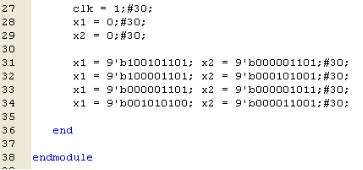 27 clk = 1;#30;
28 x1 = 0;#30;
29 x2 = 0;#30;
30
31 x1 = 9'b100101101; x2 = 9'b000001101;#30;
32 x1 = 9'b100001101; x2 = 9'b000101001;#30;
33 x1 = 9'b000001101; x2 = 9'b000001011;#30;
34 x1 = 9'b001010100; x2 = 9'b000011001;#30;
35
36 end
37
38 endmodule